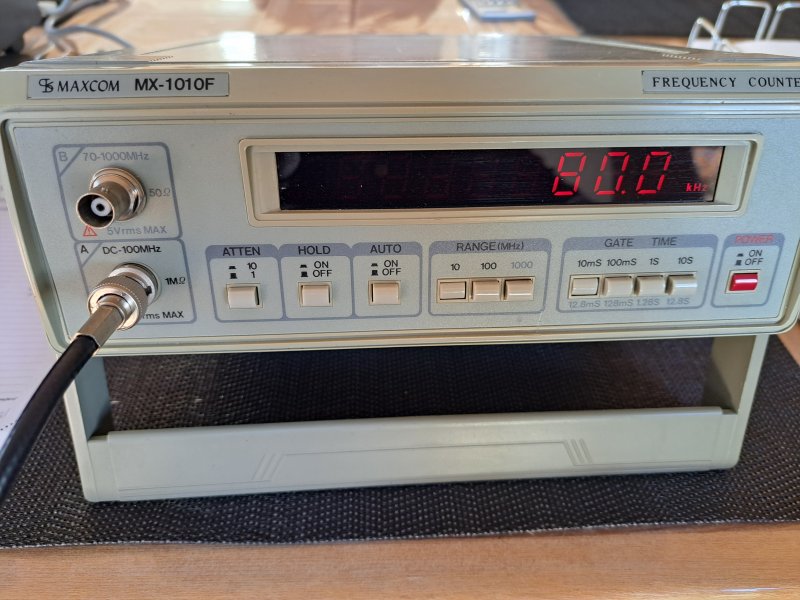 MAXCOM MX-1010F
FREQUENCY COUNTE
B 70-1000MHz
50Ω
5Vrms MAX
80.0 kHz
A DC-100MHz
1MΩ
rms MAX
ATTEN
10
1
HOLD
ON
OFF
AUTO
ON
OFF
RANGE(MHz)
10 100 1000
GATE TIME
10mS 100mS 1S 10S
12.8mS 128mS 1.28S 12.8S
POWER
ON
OFF